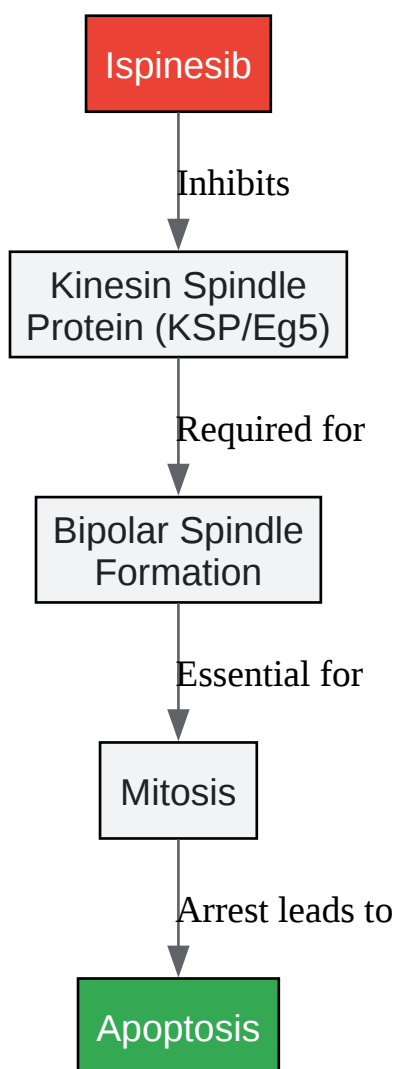 Ispinesib
Inhibits
Kinesin Spindle
Protein (KSP/Eg5)
Required for
Bipolar Spindle
Formation
Essential for
Mitosis
Arrest leads to
Apoptosis